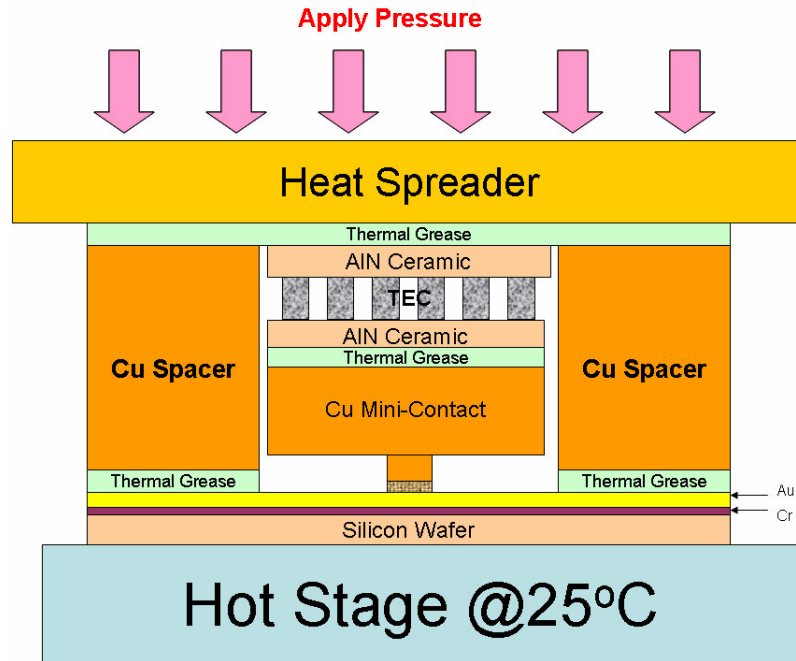 Apply Pressure
Heat Spreader
Thermal Grease
AlN Ceramic
TEC
AlN Ceramic
Thermal Grease
Cu Spacer
Cu Spacer
Cu Mini-Contact
Thermal Grease
Thermal Grease
Au
Cr
Silicon Wafer
Hot Stage @25°C